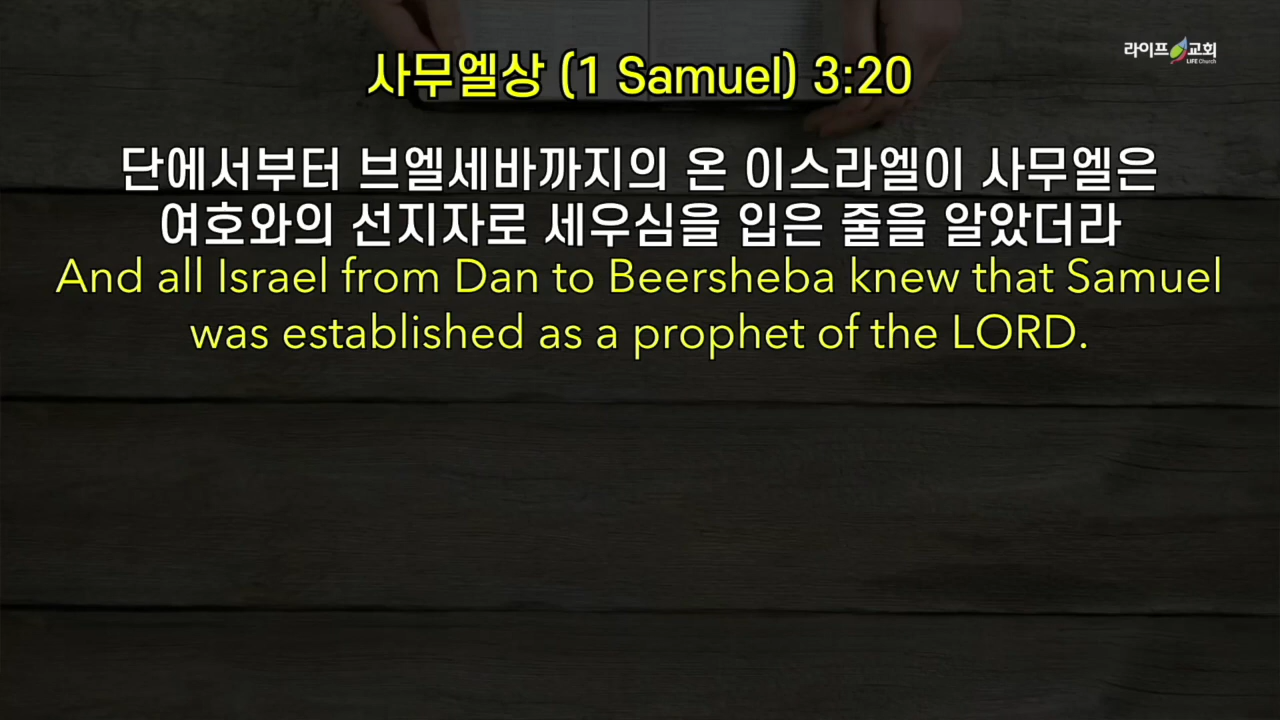 라이프 교회
LIFE Church
사무엘상 (1 Samuel) 3:20
단에서부터 브엘세바까지의 온 이스라엘이 사무엘은
여호와의 선지자로 세우심을 입은 줄을 알았더라
And all Israel from Dan to Beersheba knew that Samuel
was established as a prophet of the LORD.